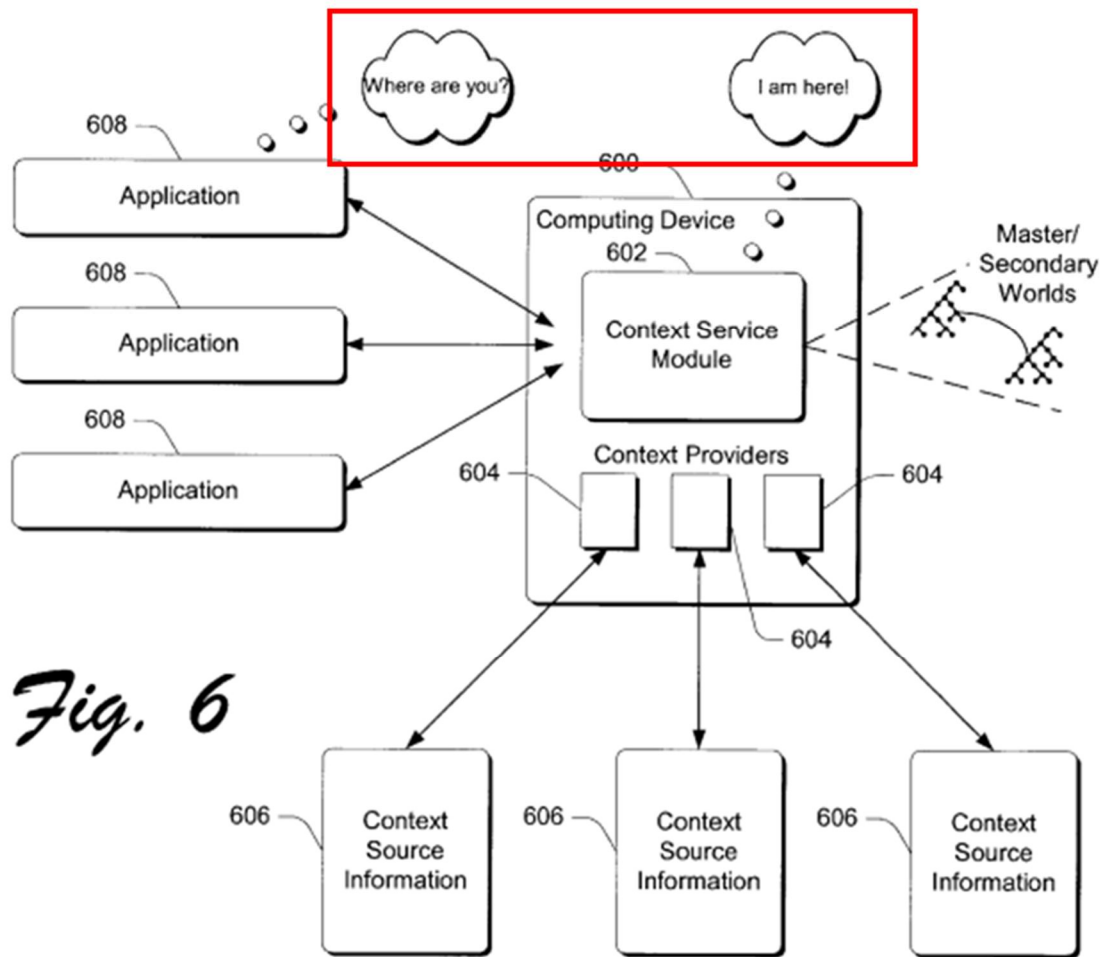 Where are you?
I am here!
608
Application
600
Computing Device
602
Context Service
Module
Master/
Secondary
Worlds
608
Application
608
Application
Context Providers
604
604
604
Fig. 6
606
Context
Source
Information
606
Context
Source
Information
606
Context
Source
Information